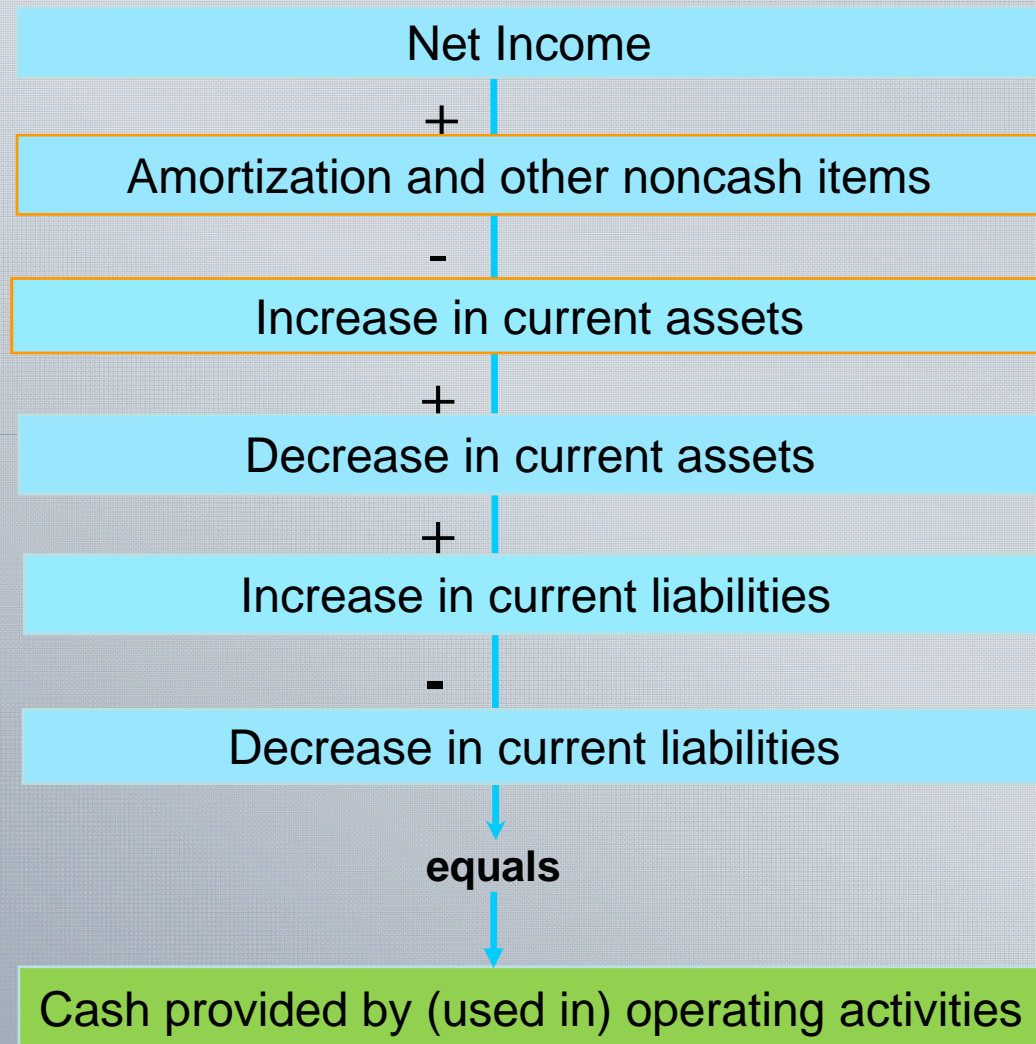 Net Income
+
Amortization and other noncash items
-
Increase in current assets
+
Decrease in current assets
+
Increase in current liabilities
-
Decrease in current liabilities
equals
Cash provided by (used in) operating activities